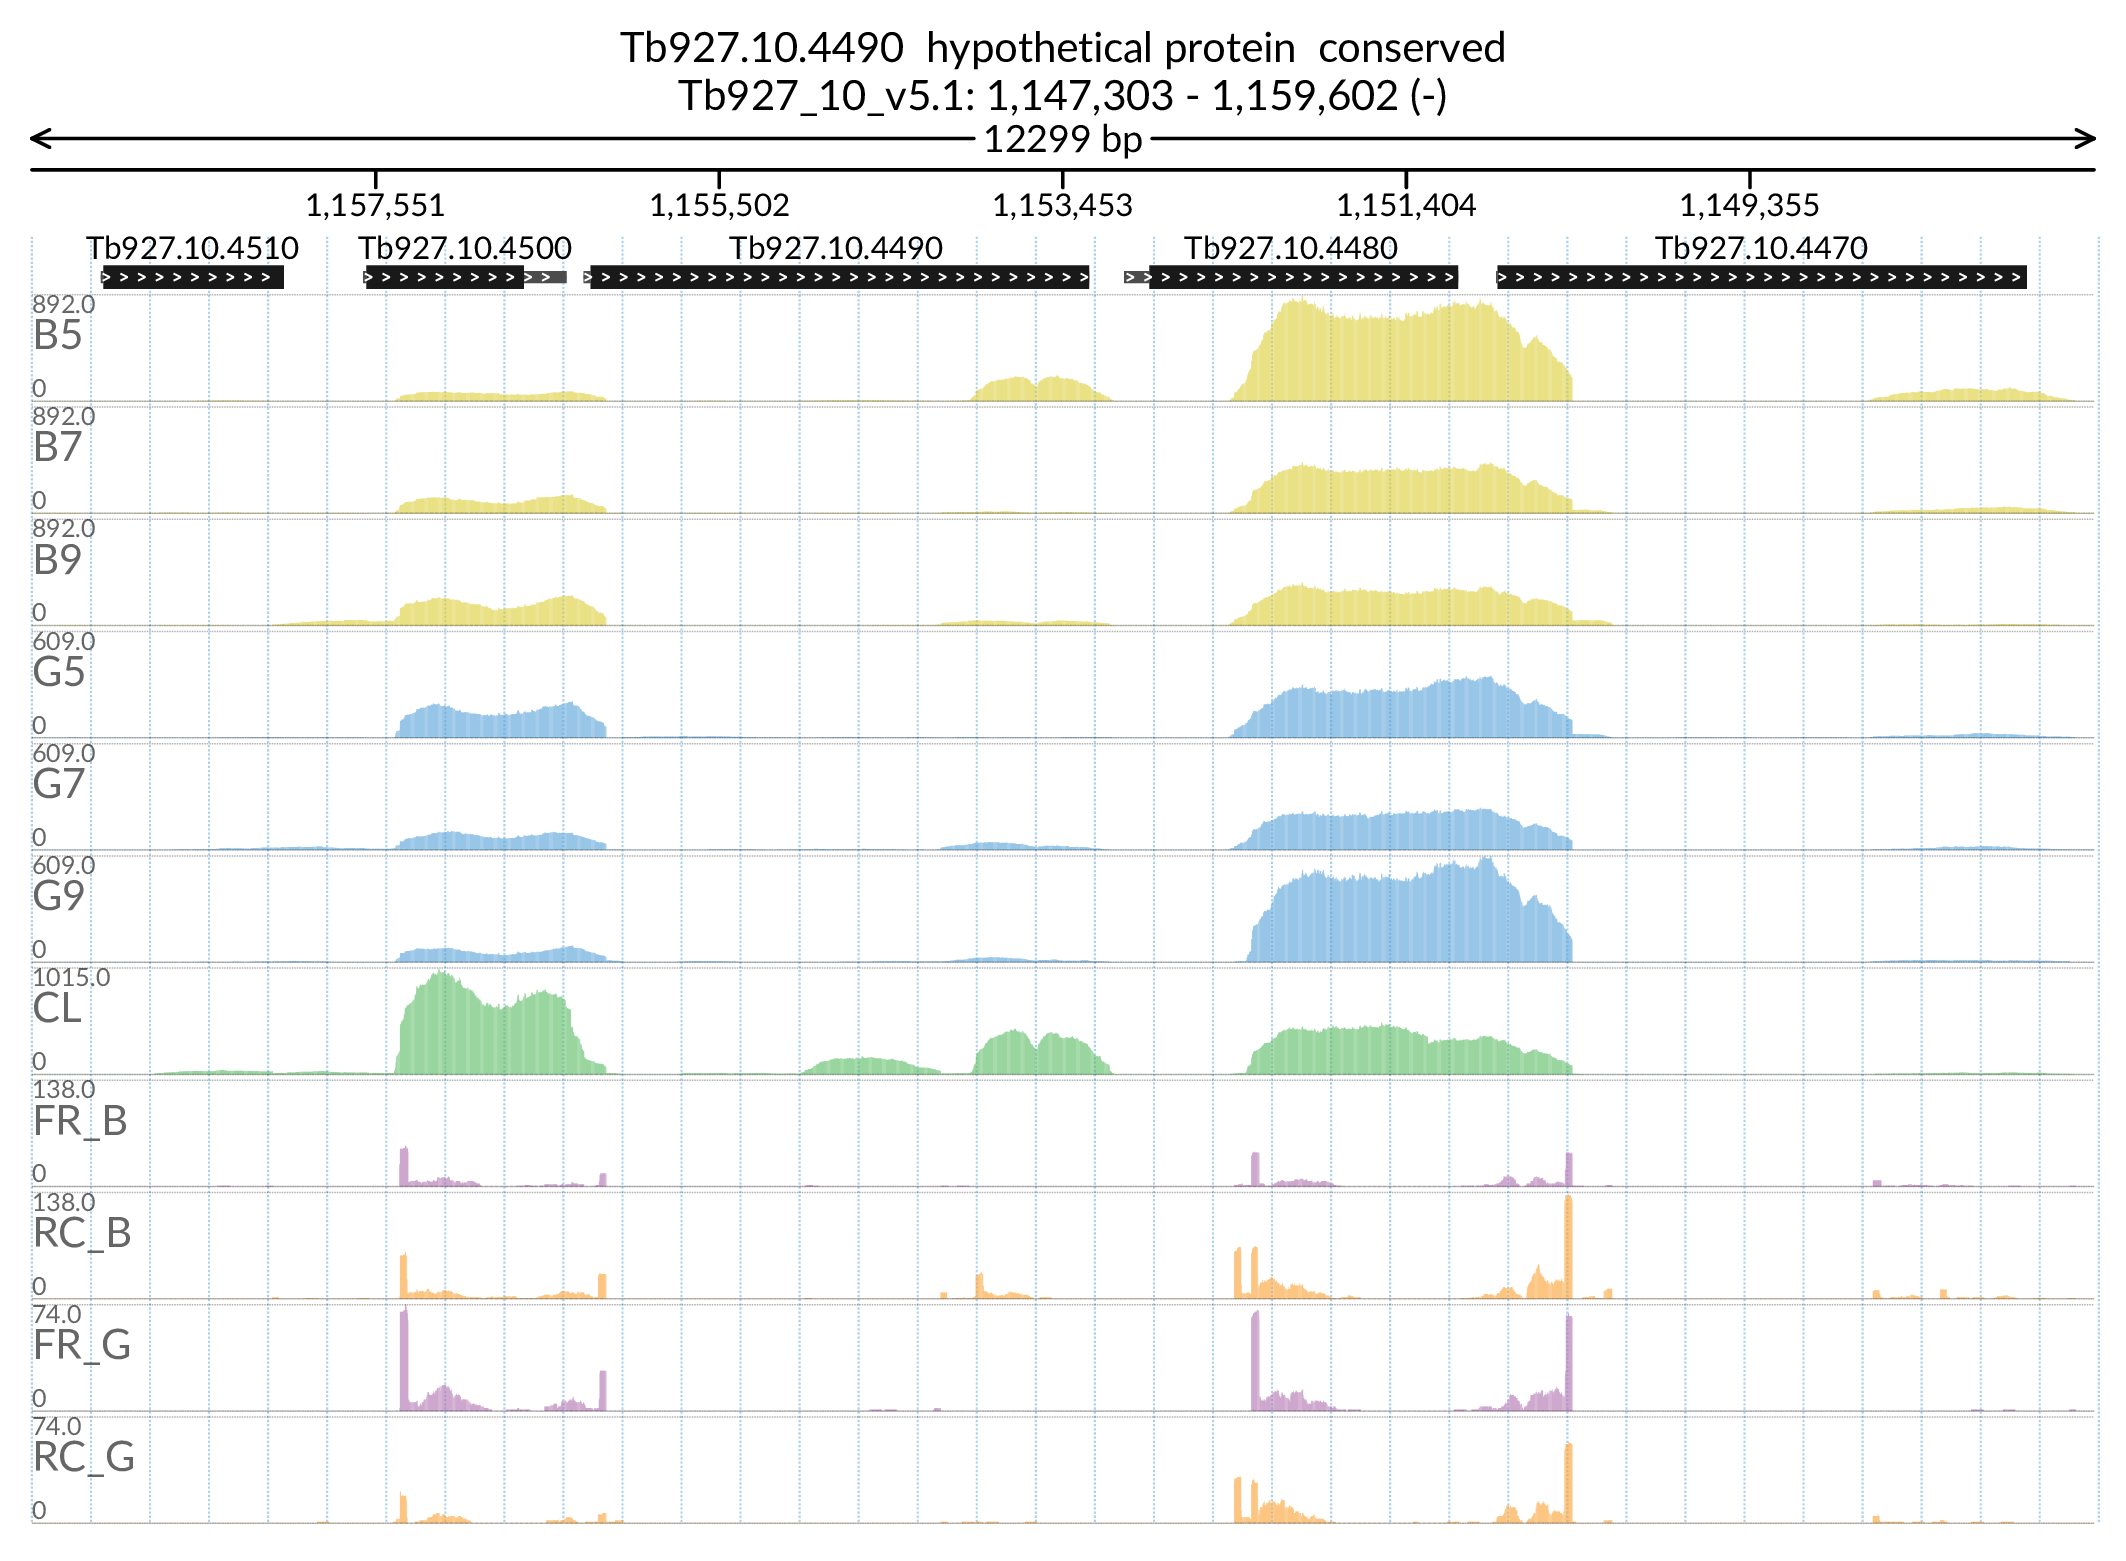 Tb927.10.4490  hypothetical protein  conserved
Tb927_10_v5.1: 1,147,303 - 1,159,602 (-)
12299 bp
1,157,551 1,155,502 1,153,453 1,151,404 1,149,355
Tb927.10.4510 Tb927.10.4500 Tb927.10.4490 Tb927.10.4480 Tb927.10.4470
892.0
B5
0
892.0
B7
0
892.0
B9
0
609.0
G5
0
609.0
G7
0
609.0
G9
0
1015.0
CL
0
138.0
FR_B
0
138.0
RC_B
0
74.0
FR_G
0
74.0
RC_G
0